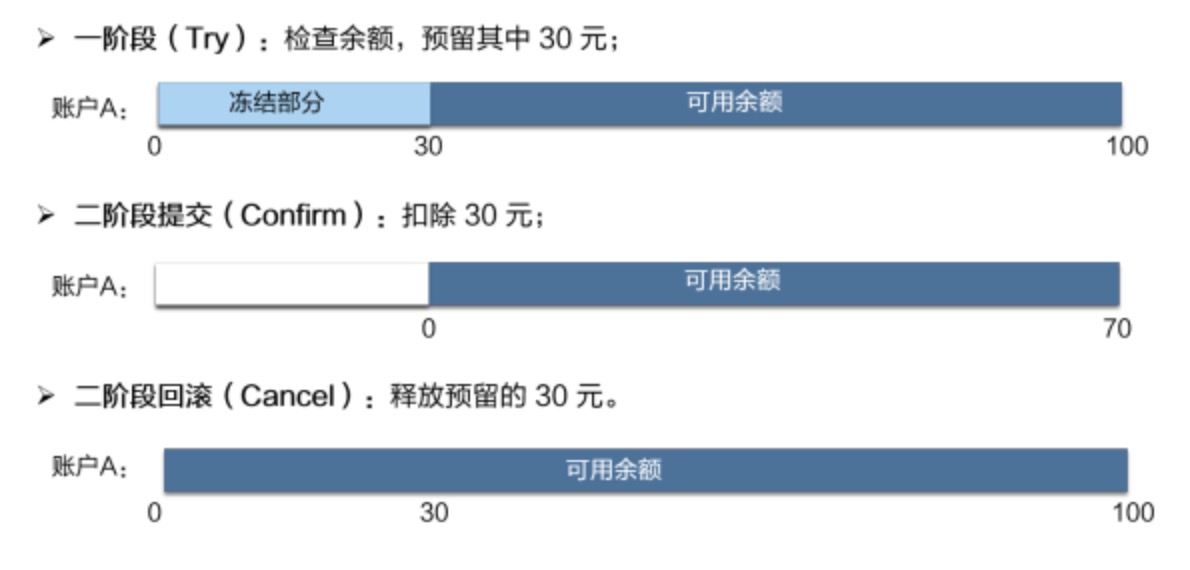 ➢ 一阶段（Try）：检查余额，预留其中 30 元；
账户A： 冻结部分 可用余额
0 30 100
➢ 二阶段提交（Confirm）：扣除 30 元；
账户A： 可用余额
0 70
➢ 二阶段回滚（Cancel）：释放预留的 30 元。
账户A： 可用余额
0 30 100